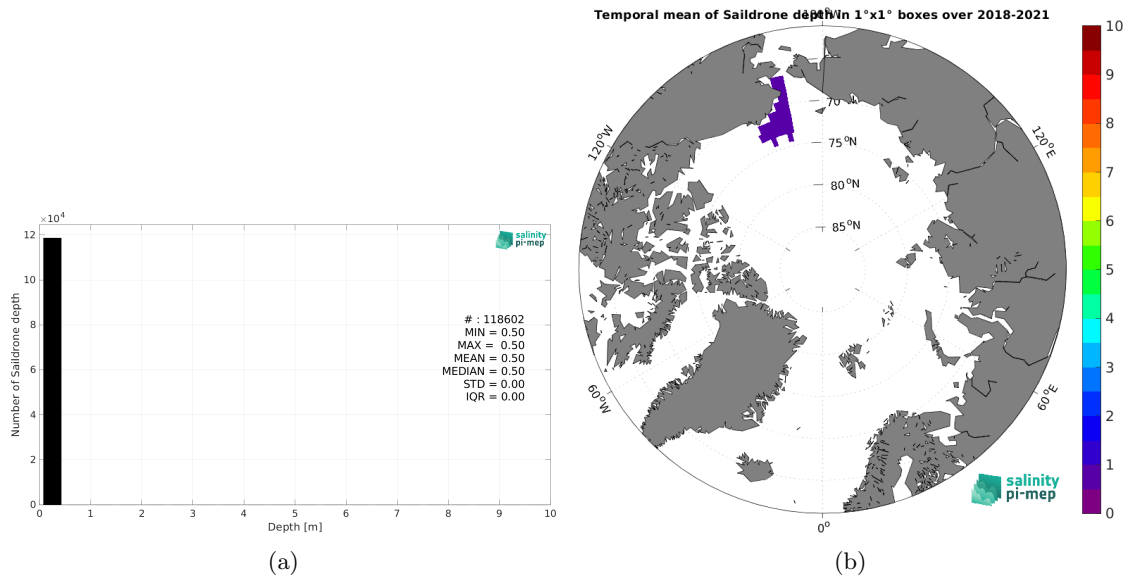 ×10⁴
12
10
8
6
4
2
0
0 1 2 3 4 5 6 7 8 9 10
Number of Saildrone depth
Depth [m]
salinity
pi-mep
# : 118602
MIN = 0.50
MAX = 0.50
MEAN = 0.50
MEDIAN = 0.50
STD = 0.00
IQR = 0.00
(a)
Temporal mean of Saildrone depth in 1°x1° boxes over 2018-2021
180°W
120°W
120°E
60°W
60°E
0°
70°N
75°N
80°N
85°N
10
9
8
7
6
5
4
3
2
1
0
salinity
pi-mep
(b)